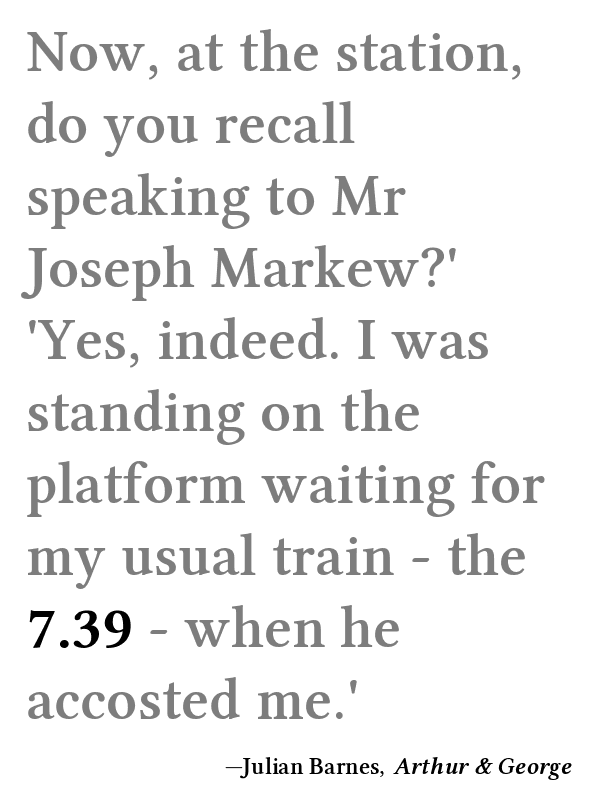 Now, at the station,
do you recall
speaking to Mr
Joseph Markew?'
'Yes, indeed. I was
standing on the
platform waiting for
my usual train - the
7.39 - when he
accosted me.'
—Julian Barnes, Arthur & George